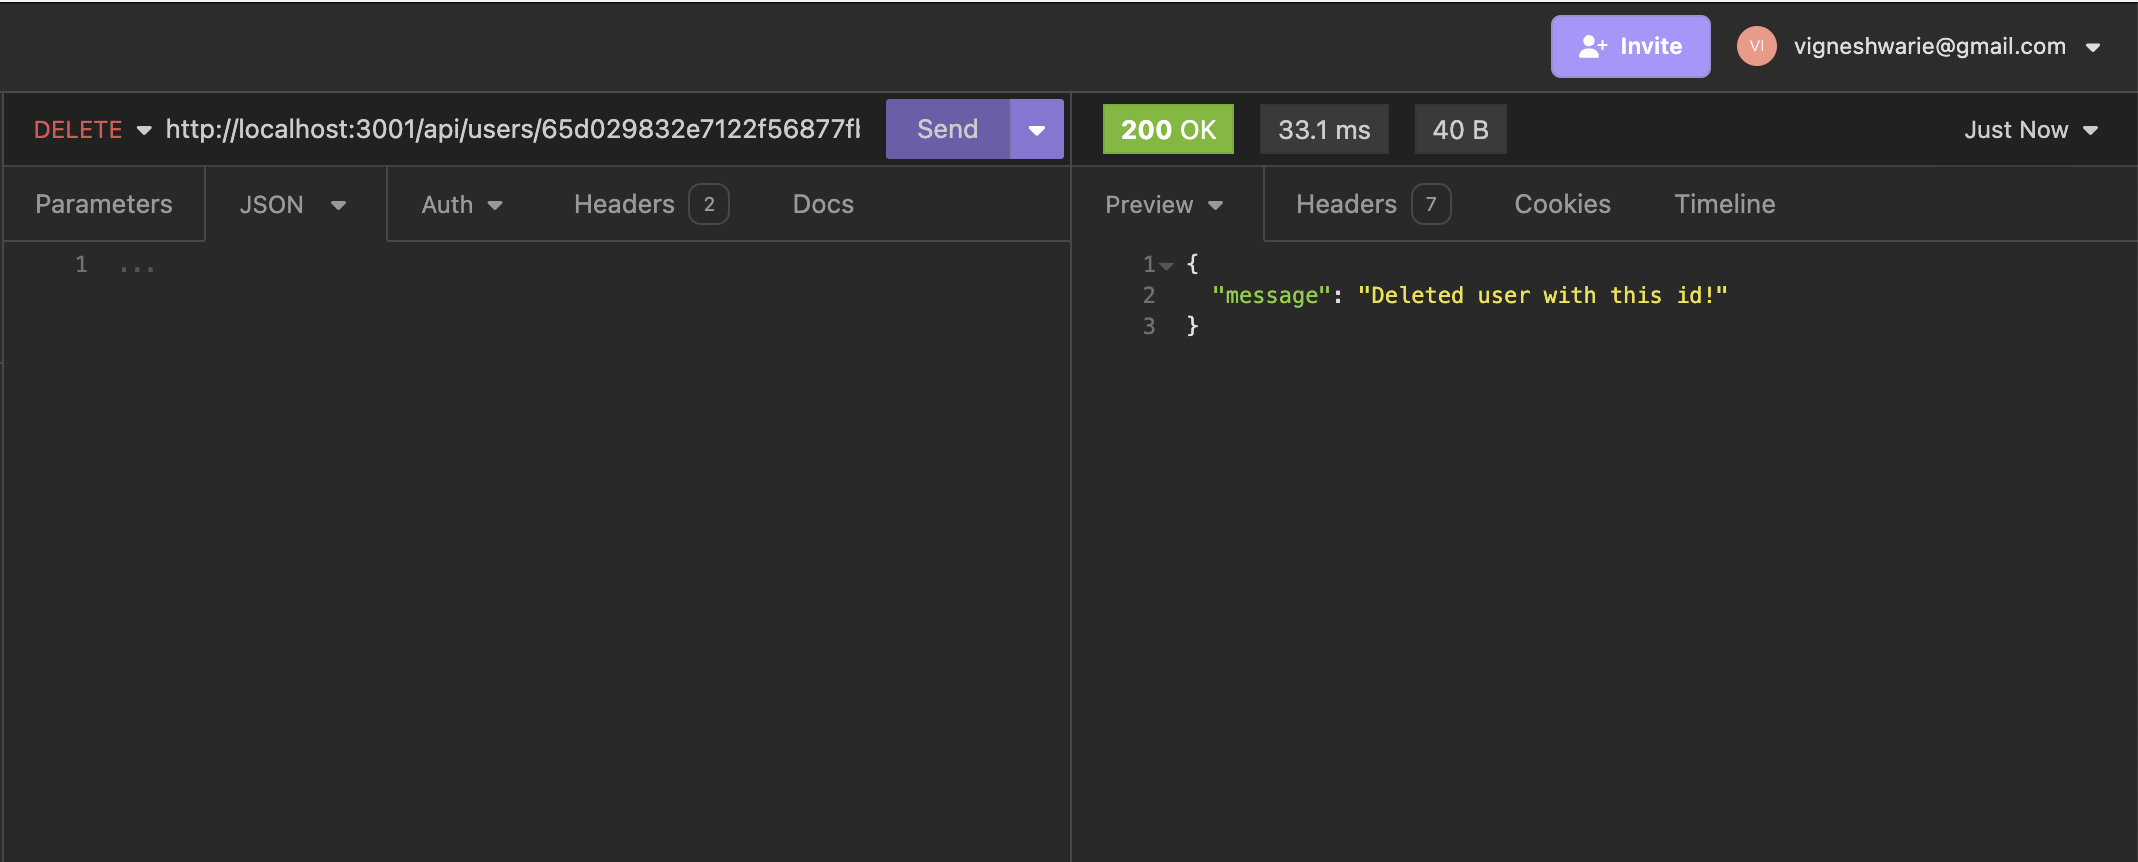 Invite VI vigneshwarie@gmail.com
DELETE http://localhost:3001/api/users/65d029832e7122f56877f Send 200 OK 33.1 ms 40 B Just Now
Parameters JSON Auth Headers 2 Docs Preview Headers 7 Cookies Timeline
1 ...
1 {
2 "message": "Deleted user with this id!"
3 }